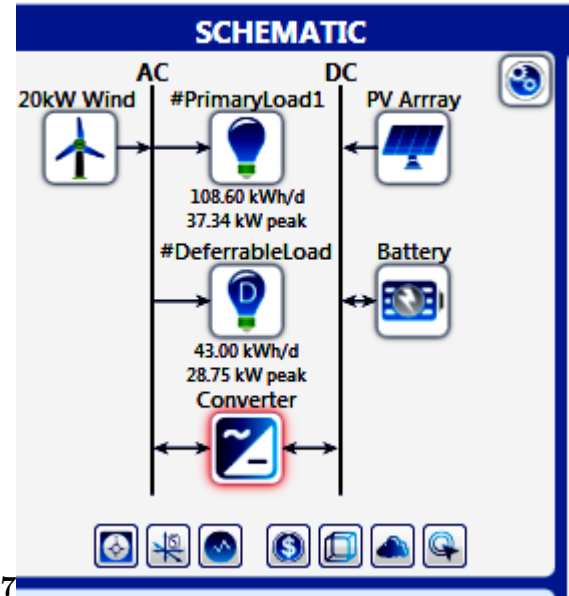 SCHEMATIC
AC DC
20kW Wind #PrimaryLoad1 PV Arrray
108.60 kWh/d
37.34 kW peak
#DeferrableLoad Battery
D
43.00 kWh/d
28.75 kW peak
Converter
$
7